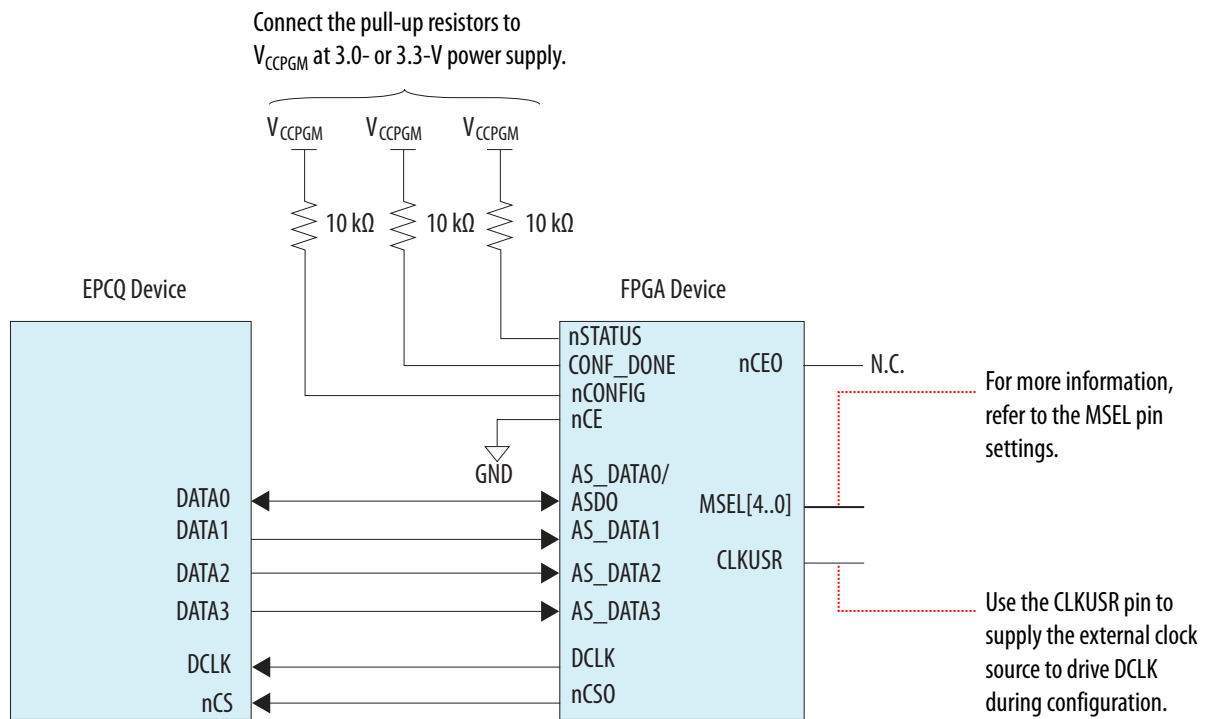 Connect the pull-up resistors to
VCCPGM at 3.0- or 3.3-V power supply.
VCCPGM VCCPGM VCCPGM
10 kΩ 10 kΩ 10 kΩ
EPCQ Device
FPGA Device
nSTATUS
CONF_DONE
nCONFIG
nCE
nCEO
N.C.
GND
For more information,
refer to the MSEL pin
settings.
DATA0
DATA1
DATA2
DATA3
DCLK
nCS
AS_DATA0/
ASDO
AS_DATA1
AS_DATA2
AS_DATA3
DCLK
nCSO
MSEL[4..0]
CLKUSR
Use the CLKUSR pin to
supply the external clock
source to drive DCLK
during configuration.